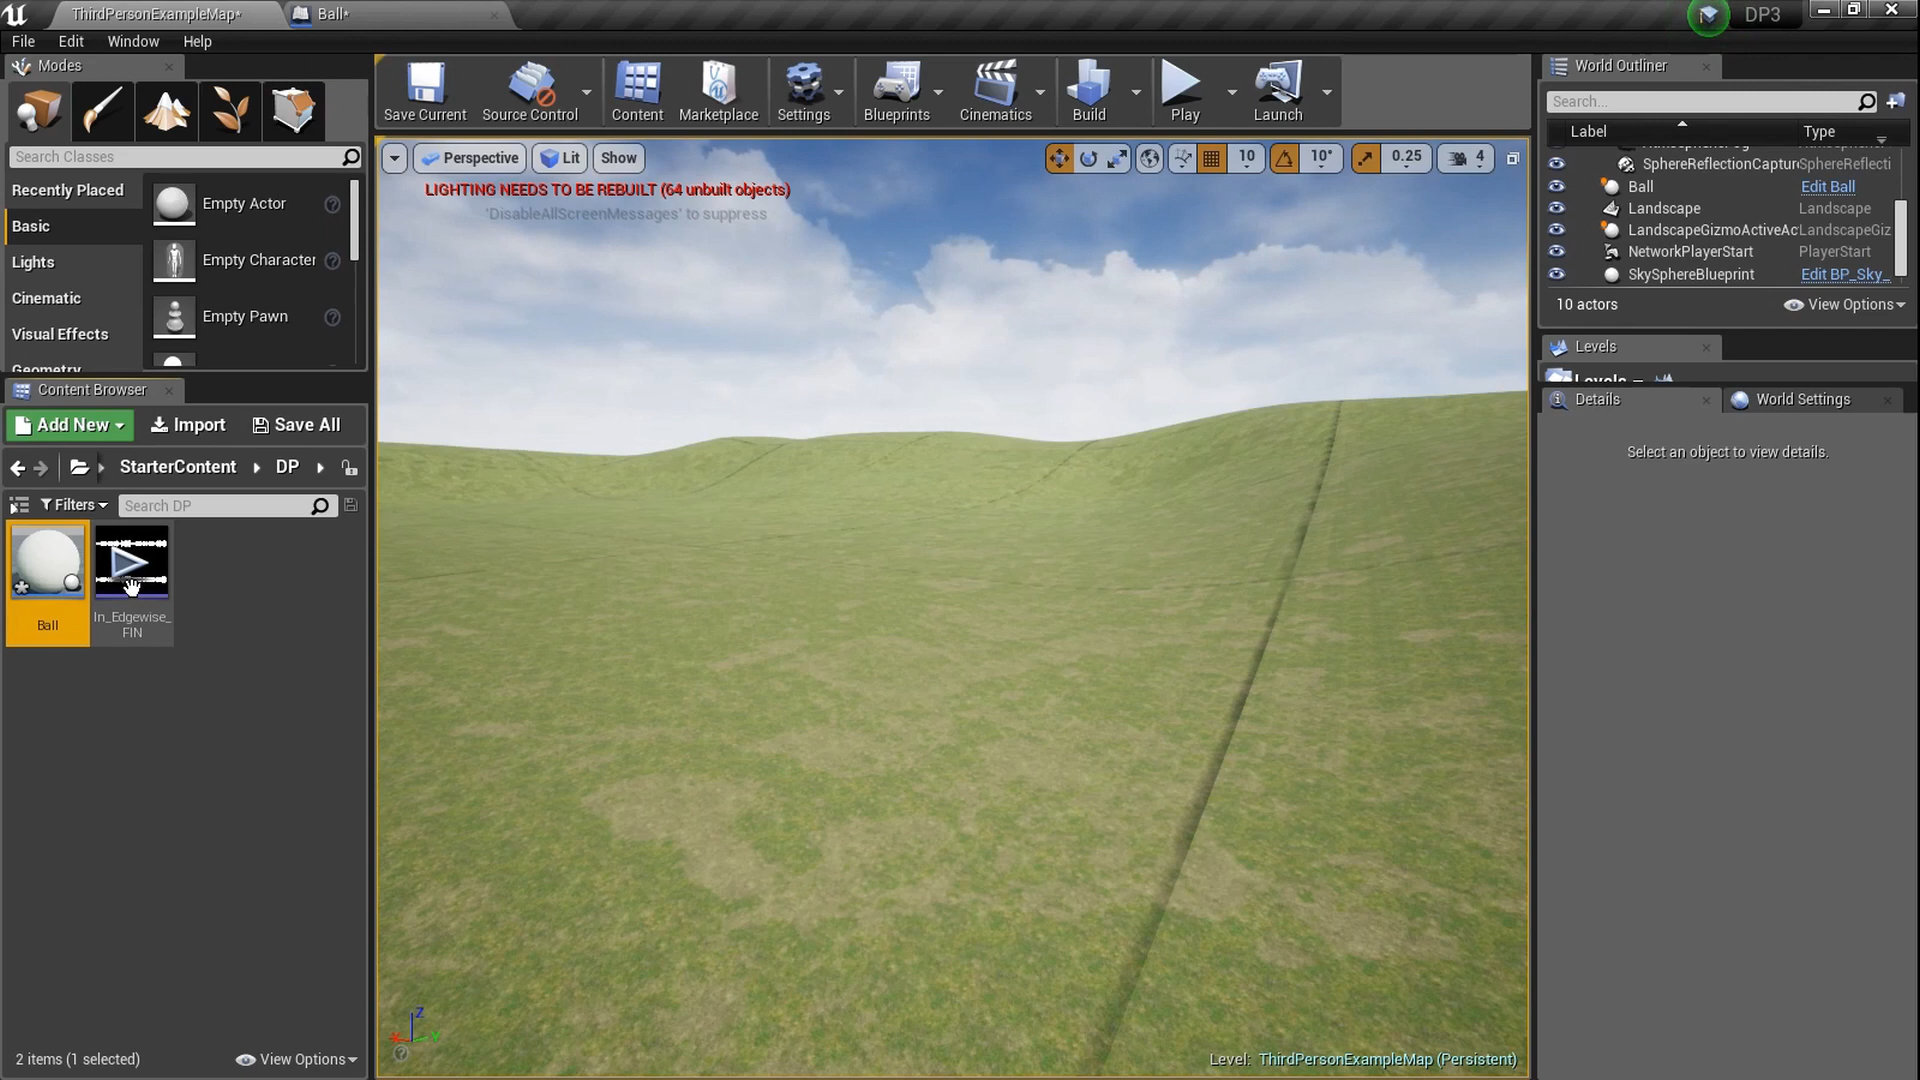 ThirdPersonExampleMap*
Ball*
DP3
File Edit Window Help
Modes
Search Classes
Recently Placed
Basic
Lights
Cinematic
Visual Effects
Geometry
Empty Actor
Empty Character
Empty Pawn
Save Current
Source Control
Content
Marketplace
Settings
Blueprints
Cinematics
Build
Play
Launch
Perspective
Lit
Show
10
10°
0.25
4
LIGHTING NEEDS TO BE REBUILT (64 unbuilt objects)
'DisableAllScreenMessages' to suppress
Content Browser
Add New
Import
Save All
StarterContent
DP
Filters
Search DP
Ball
In_Edgewise_
FIN
2 items (1 selected)
View Options
Z
X
Y
Level: ThirdPersonExampleMap (Persistent)
World Outliner
Search...
Label
Type
SphereReflectionCaptur SphereReflecti
Ball Edit Ball
Landscape Landscape
LandscapeGizmoActiveAc LandscapeGiz
NetworkPlayerStart PlayerStart
SkySphereBlueprint Edit BP_Sky_
10 actors
View Options
Levels
Levels
Details
World Settings
Select an object to view details.